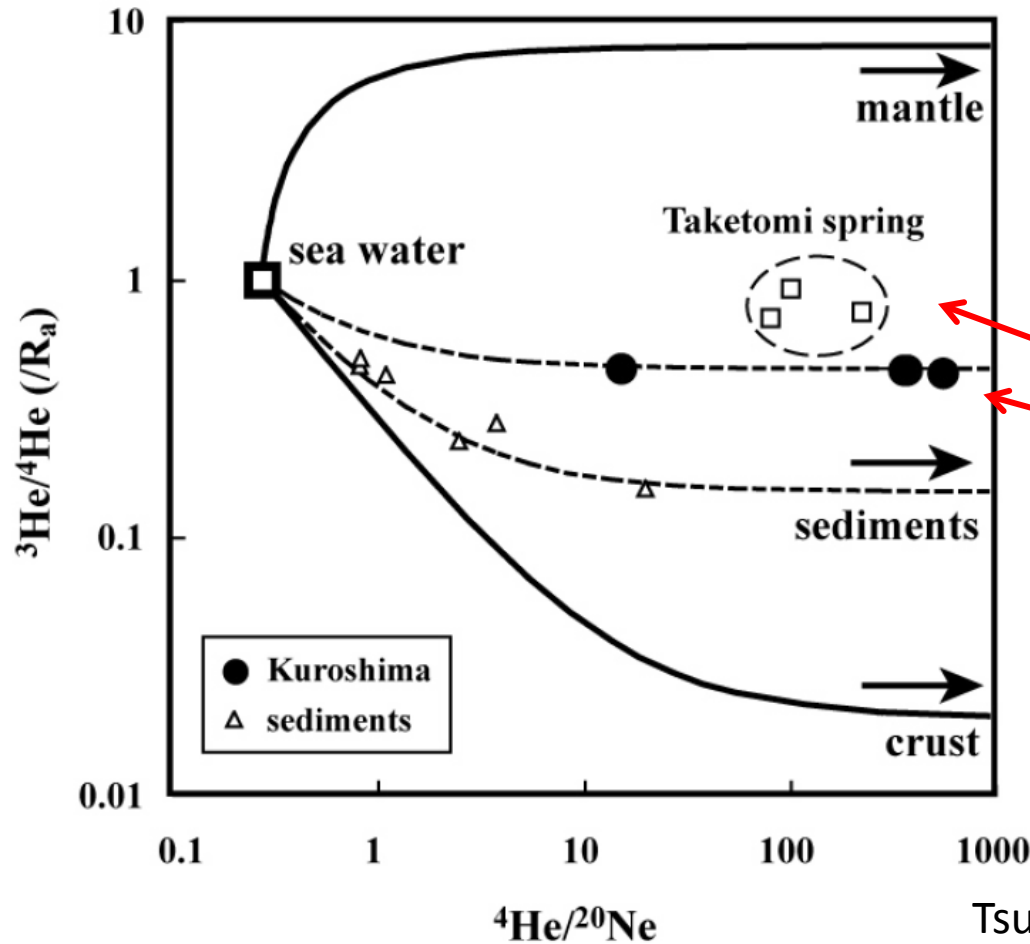 10
mantle
Taketomi spring
sea water
1
³He/⁴He (/Rₐ)
sediments
0.1
Kuroshima
sediments
crust
0.01
0.1 1 10 100 1000
⁴He/²⁰Ne
Tsu